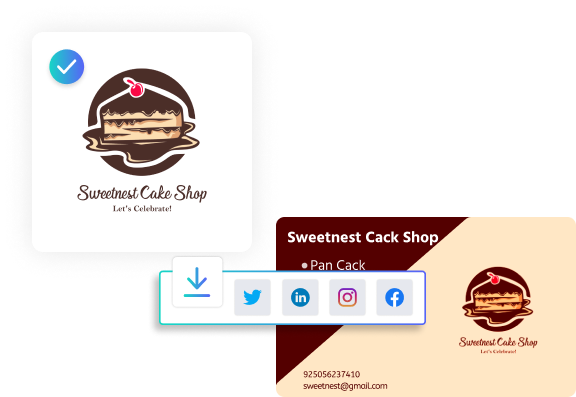 Sweetnest Cake Shop
Let's Celebrate!
Sweetnest Cack Shop
Pan Cack
in
Sweetnest Cake Shop
Let's Celebrate!
925056237410
sweetnest@gmail.com